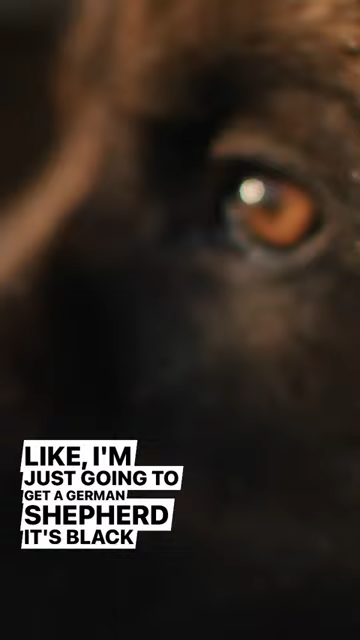 LIKE, I'M
JUST GOING TO
GET A GERMAN
SHEPHERD
IT'S BLACK